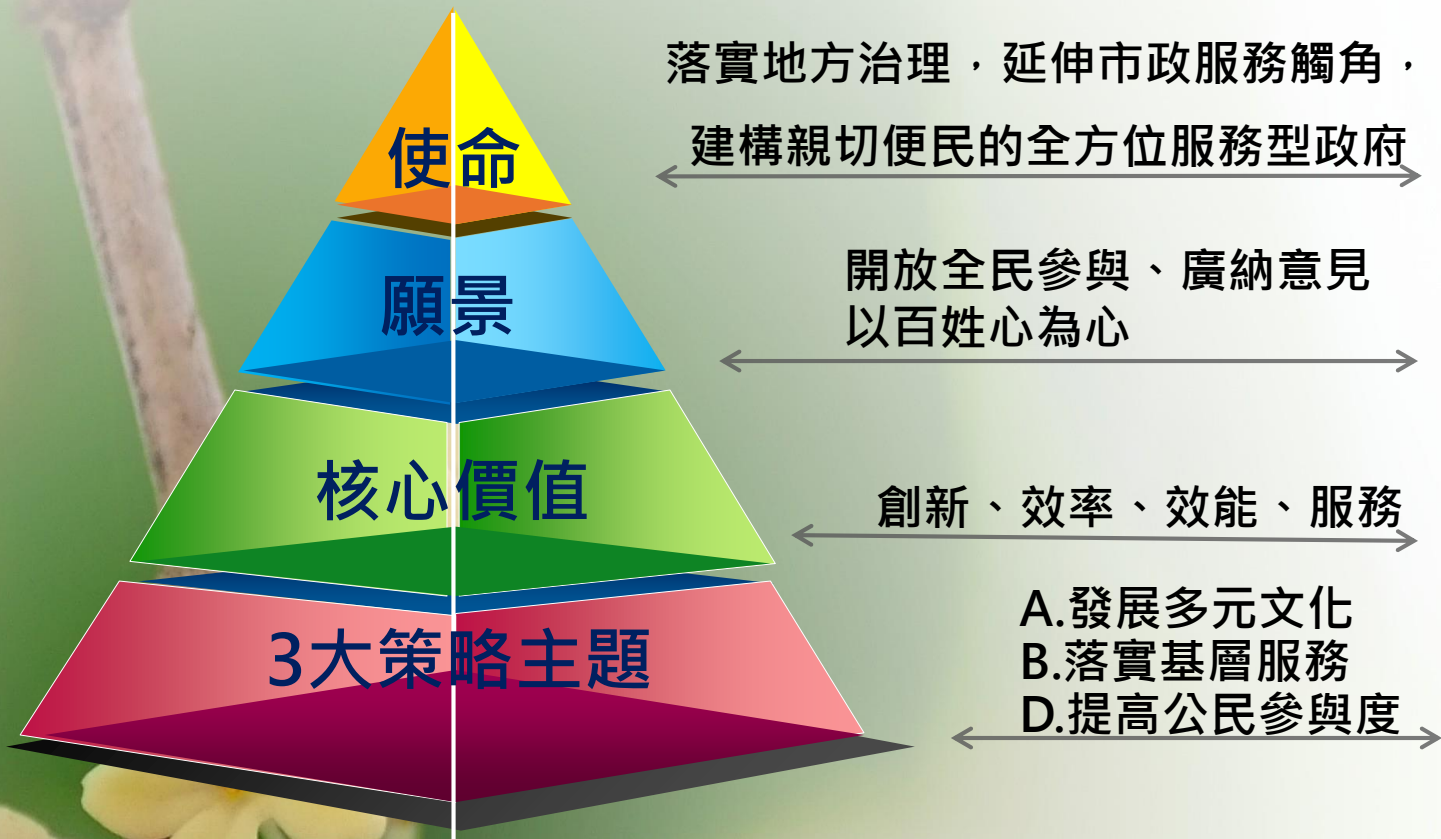 使命
落實地方治理，延伸市政服務觸角，
建構親切便民的全方位服務型政府
願景
開放全民參與、廣納意見
以百姓心為心
核心價值
創新、效率、效能、服務
3大策略主題
A.發展多元文化
B.落實基層服務
D.提高公民參與度